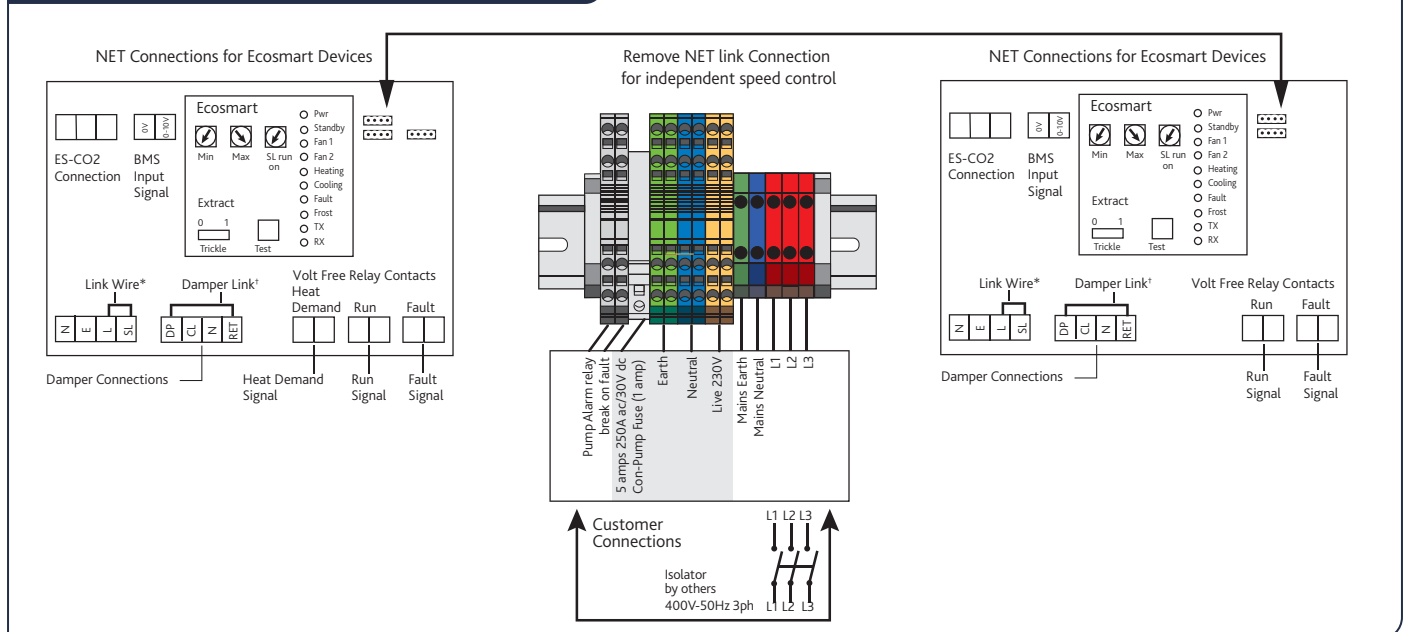 NET Connections for Ecosmart Devices
ES-CO2
Connection
0V
0-10V
BMS
Input
Signal
Ecosmart
Min
Max
SL run
on
Extract
0 1
Trickle
Test
Pwr
Standby
Fan 1
Fan 2
Heating
Cooling
Fault
Frost
TX
RX
Link Wire*
N
E
L
SL
Damper Link†
DP
CL
N
RET
Volt Free Relay Contacts
Heat
Demand
Run
Fault
Damper Connections
Heat Demand
Signal
Run
Signal
Fault
Signal
Remove NET link Connection
for independent speed control
Pump Alarm relay
break on fault
5 amps 250A ac/30V dc
Con-Pump Fuse (1 amp)
Earth
Neutral
Live 230V
Mains Earth
Mains Neutral
L1
L2
L3
Customer
Connections
L1 L2 L3
Isolator
by others
400V-50Hz 3ph
L1 L2 L3
NET Connections for Ecosmart Devices
ES-CO2
Connection
0V
0-10V
BMS
Input
Signal
Ecosmart
Min
Max
SL run
on
Extract
0 1
Trickle
Test
Pwr
Standby
Fan 1
Fan 2
Heating
Cooling
Fault
Frost
TX
RX
Link Wire*
N
E
L
SL
Damper Link†
DP
CL
N
RET
Volt Free Relay Contacts
Run
Fault
Damper Connections
Run
Signal
Fault
Signal